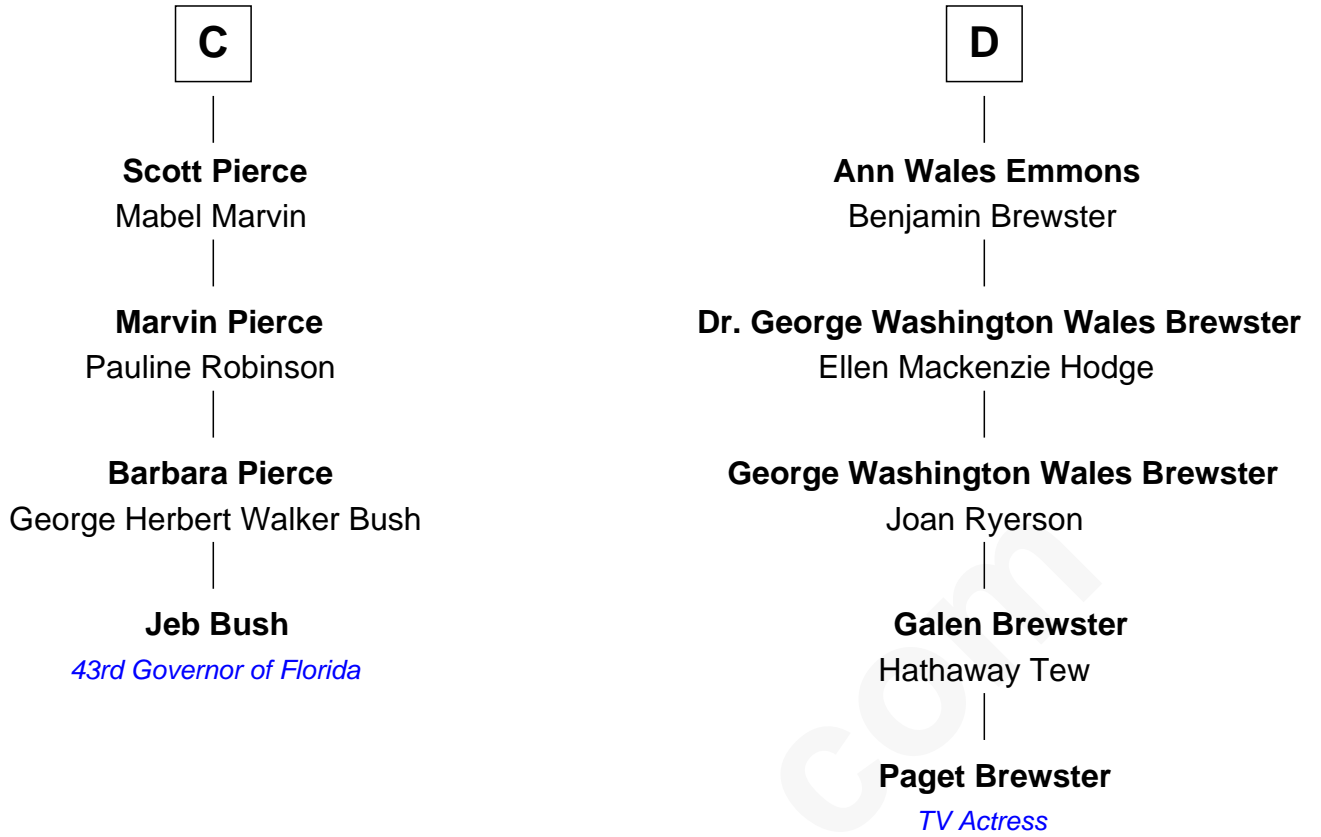 C
Scott Pierce
Mabel Marvin
Marvin Pierce
Pauline Robinson
Barbara Pierce
George Herbert Walker Bush
Jeb Bush
43rd Governor of Florida
D
Ann Wales Emmons
Benjamin Brewster
Dr. George Washington Wales Brewster
Ellen Mackenzie Hodge
George Washington Wales Brewster
Joan Ryerson
Galen Brewster
Hathaway Tew
Paget Brewster
TV Actress
com